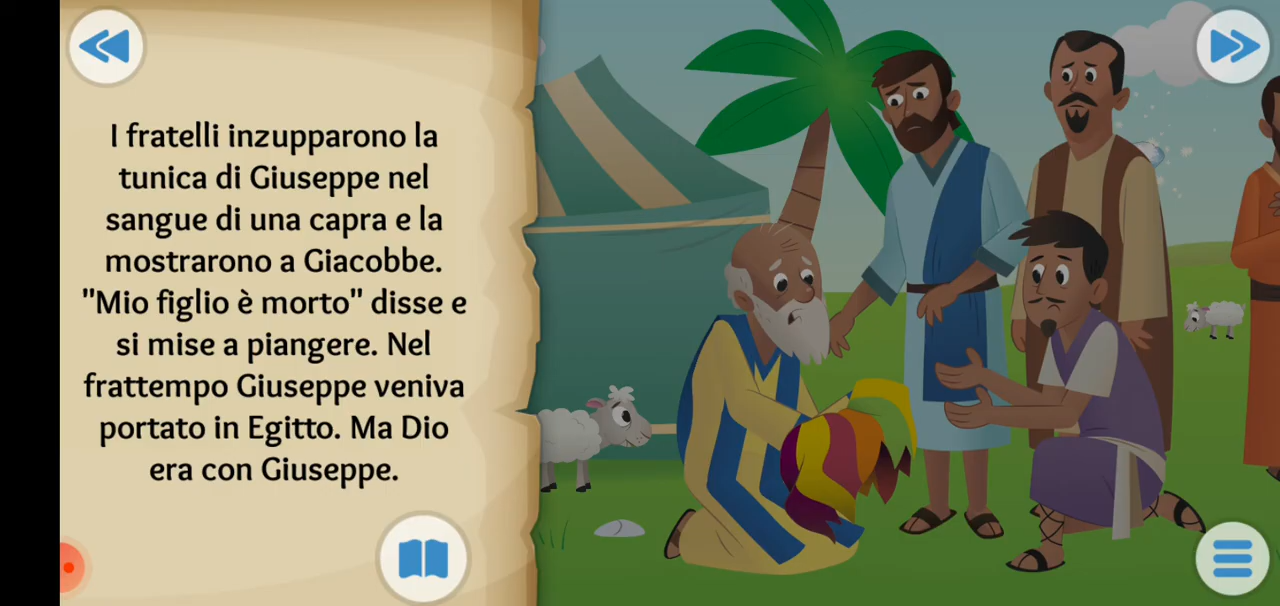 I fratelli inzupparono la
tunica di Giuseppe nel
sangue di una capra e la
mostrarono a Giacobbe.
"Mio figlio è morto" disse e
si mise a piangere. Nel
frattempo Giuseppe veniva
portato in Egitto. Ma Dio
era con Giuseppe.